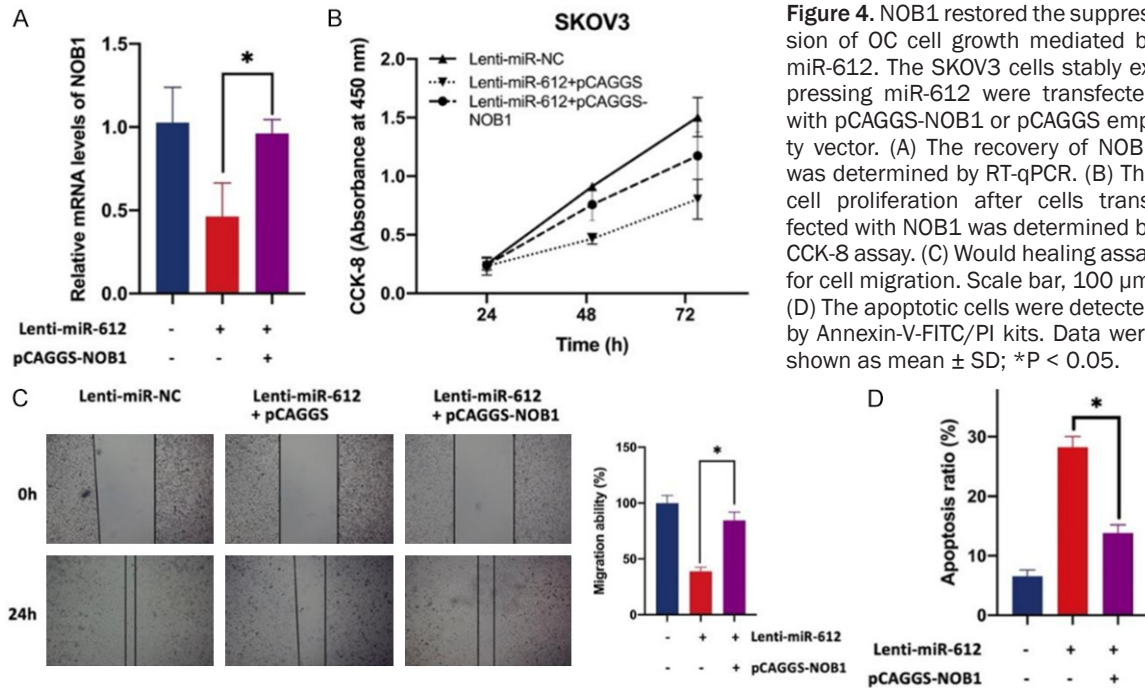 A
Relative mRNA levels of NOB1
1.5
1.0
0.5
0.0
*
Lenti-miR-612 - + +
pCAGGS-NOB1 - - +
B
SKOV3
CCK-8 (Absorbance at 450 nm)
2.0
1.5
1.0
0.5
0.0
Lenti-miR-NC
Lenti-miR-612+pCAGGS
Lenti-miR-612+pCAGGS-
NOB1
24 48 72
Time (h)
Figure 4. NOB1 restored the suppres-
sion of OC cell growth mediated
miR-612. The SKOV3 cells stably ex-
pressing miR-612 were
with pCAGGS-NOB1 or pCAGGS emp-
ty vector. (A) The recovery of
was determined by RT-qPCR. (B)
cell proliferation after cells trans-
fected with NOB1 was determined
CCK-8 assay. (C) Would healing
for cell migration. Scale bar, 100 μm.
(D) The apoptotic cells were
by Annexin-V-FITC/PI kits. Data
shown as mean ± SD; *P < 0.05.
C
Lenti-miR-NC
Lenti-miR-612
+ pCAGGS
Lenti-miR-612
+ pCAGGS-NOB1
0h
24h
Migration ability (%)
150
100
50
0
*
- + + Lenti-miR-612
- - + pCAGGS-NOB1
D
Apoptosis ratio (%)
30
20
10
0
*
Lenti-miR-612 - + +
pCAGGS-NOB1 - - +